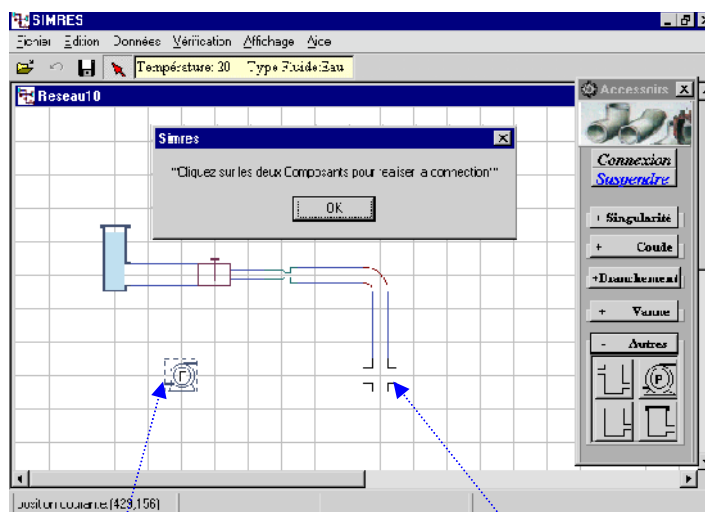 SIMRES
Fichier Edition Données Vérification Affichage Aide
Température: 20 Type Fluide:Eau
Reseau10
Accessoirs
Simres
"Cliquez sur les deux Composants pour realiser la connection"
OK
Connexion
Suspendre
+ Singularité
+ Coude
+Branchement
+ Vanne
- Autres
P
position courante:(429,156)